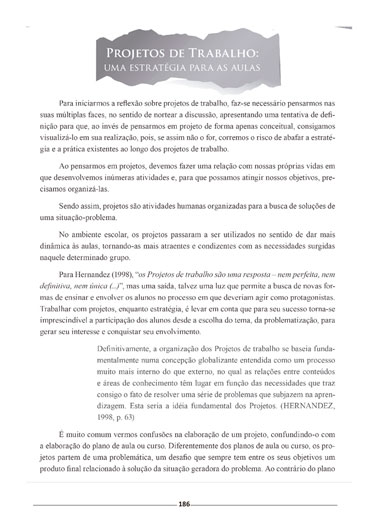 PROJETOS DE TRABALHO:
UMA ESTRATÉGIA PARA AS AULAS
Para iniciarmos a reflexão sobre projetos de trabalho, faz-se necessário pensarmos nas
suas múltiplas faces, no sentido de nortear a discussão, apresentando uma tentativa de defi-
nição para que, ao invés de pensarmos em projeto de forma apenas conceitual, consigamos
visualizá-lo em sua realização, pois, se assim não o for, corremos o risco de abafar a estraté-
gia e a prática existentes ao longo dos projetos de trabalho.
Ao pensarmos em projetos, devemos fazer uma relação com nossas próprias vidas em
que desenvolvemos inúmeras atividades e, para que possamos atingir nossos objetivos, pre-
cisamos organizá-las.
Sendo assim, projetos são atividades humanas organizadas para a busca de soluções de
uma situação-problema.
No ambiente escolar, os projetos passaram a ser utilizados no sentido de dar mais
dinâmica às aulas, tornando-as mais atraentes e condizentes com as necessidades surgidas
naquele determinado grupo.
Para Hernandez (1998), “os Projetos de trabalho são uma resposta – nem perfeita, nem
definitiva, nem única (...)”, mas uma saída, talvez uma luz que permite a busca de novas for-
mas de ensinar e envolver os alunos no processo em que deveriam agir como protagonistas.
Trabalhar com projetos, enquanto estratégia, é levar em conta que para seu sucesso torna-se
imprescindível a participação dos alunos desde a escolha do tema, da problematização, para
gerar seu interesse e conquistar seu envolvimento.
Definitivamente, a organização dos Projetos de trabalho se baseia funda-
mentalmente numa concepção globalizante entendida como um processo
muito mais interno do que externo, no qual as relações entre conteúdos
e áreas de conhecimento têm lugar em função das necessidades que traz
consigo o fato de resolver uma série de problemas que subjazem na apren-
dizagem. Esta seria a idéia fundamental dos Projetos. (HERNANDEZ,
1998, p. 63)
É muito comum vermos confusões na elaboração de um projeto, confundindo-o com
a elaboração do plano de aula ou curso. Diferentemente dos planos de aula ou curso, os pro-
jetos partem de uma problemática, um desafio que sempre tem entre os seus objetivos um
produto final relacionado à solução da situação geradora do problema. Ao contrário do plano
186